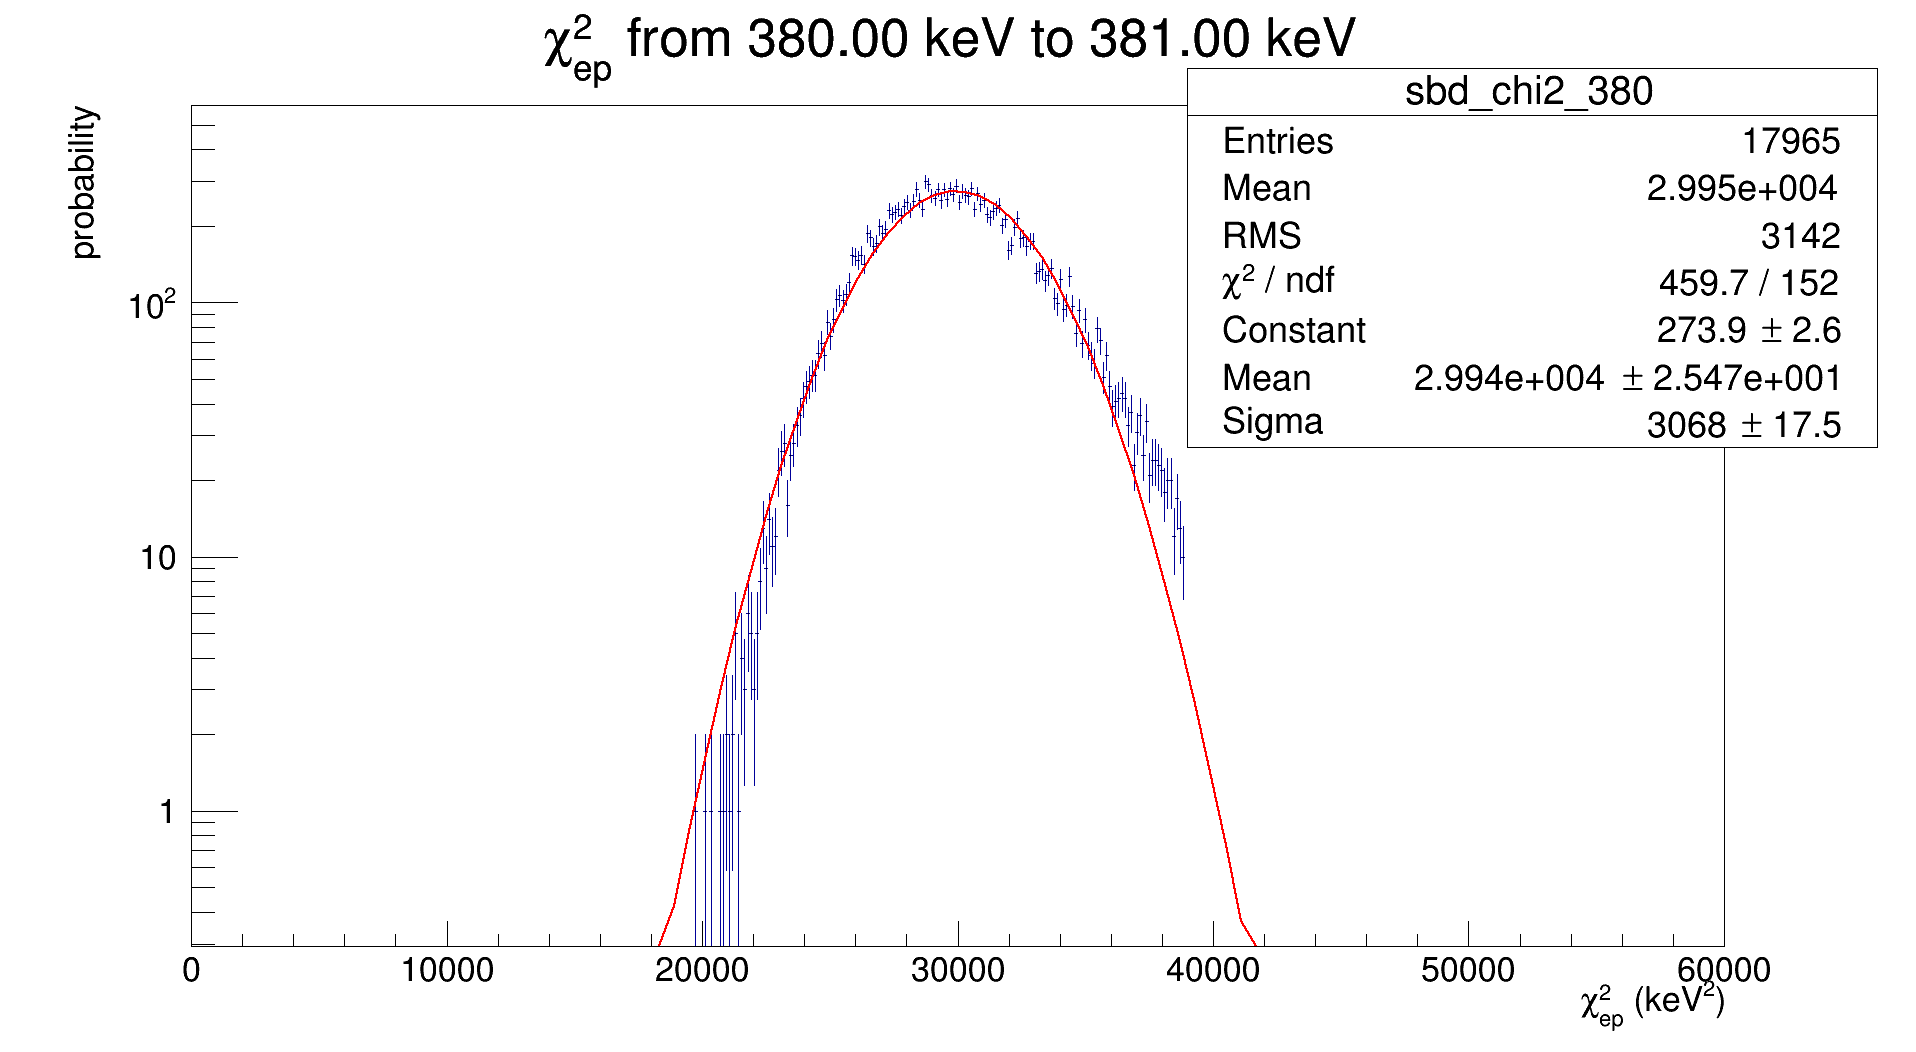 χ²ep from 380.00 keV to 381.00 keV
probability
sbd_chi2_380
Entries 17965
Mean 2.995e+004
RMS 3142
χ² / ndf 459.7 / 152
Constant 273.9 ± 2.6
Mean 2.994e+004 ± 2.547e+001
Sigma 3068 ± 17.5
10²
10
1
0 10000 20000 30000 40000 50000 60000
χ²ep (keV²)